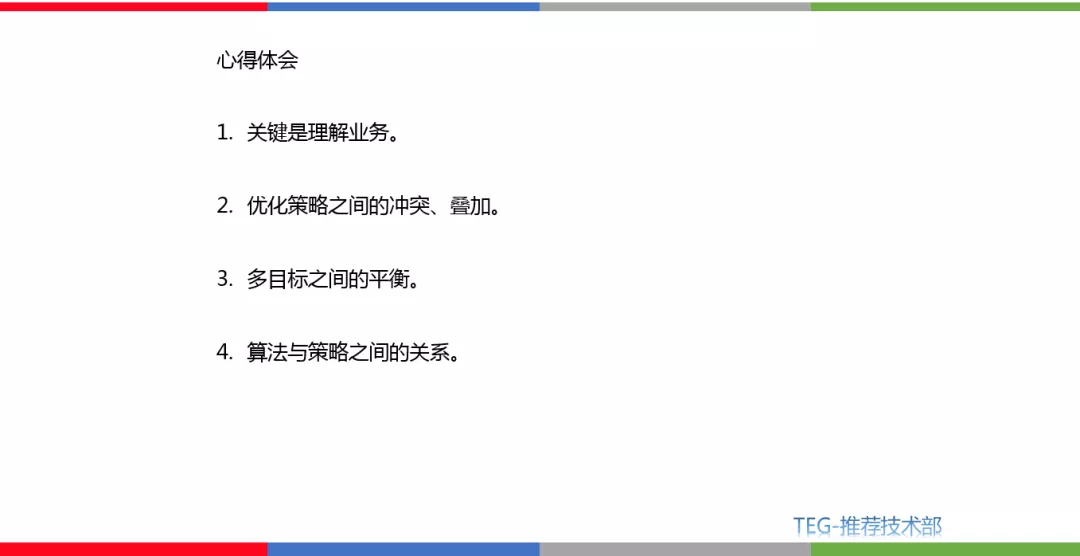 心得体会
1. 关键是理解业务。
2. 优化策略之间的冲突、叠加。
3. 多目标之间的平衡。
4. 算法与策略之间的关系。
TEG-推荐技术部